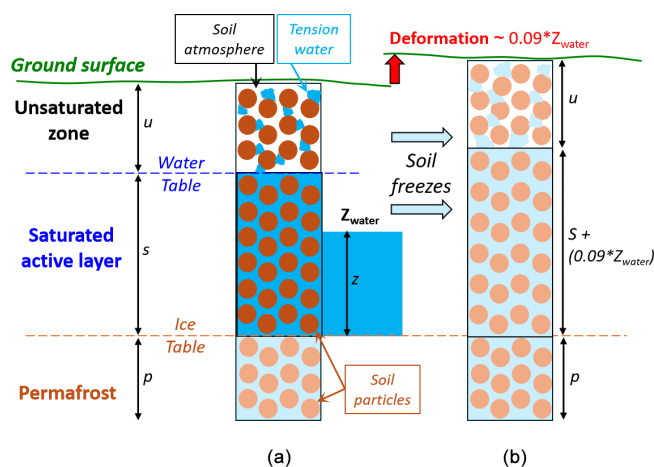 Soil
atmosphere
Tension
water
Deformation ~ 0.09*Zwater
Ground surface
Unsaturated
zone
u
u
Water
Table
Soil
freezes
Zwater
Saturated
active layer
s
z
S +
(0.09*Zwater)
Ice
Table
Permafrost
p
Soil
particles
p
(a)
(b)